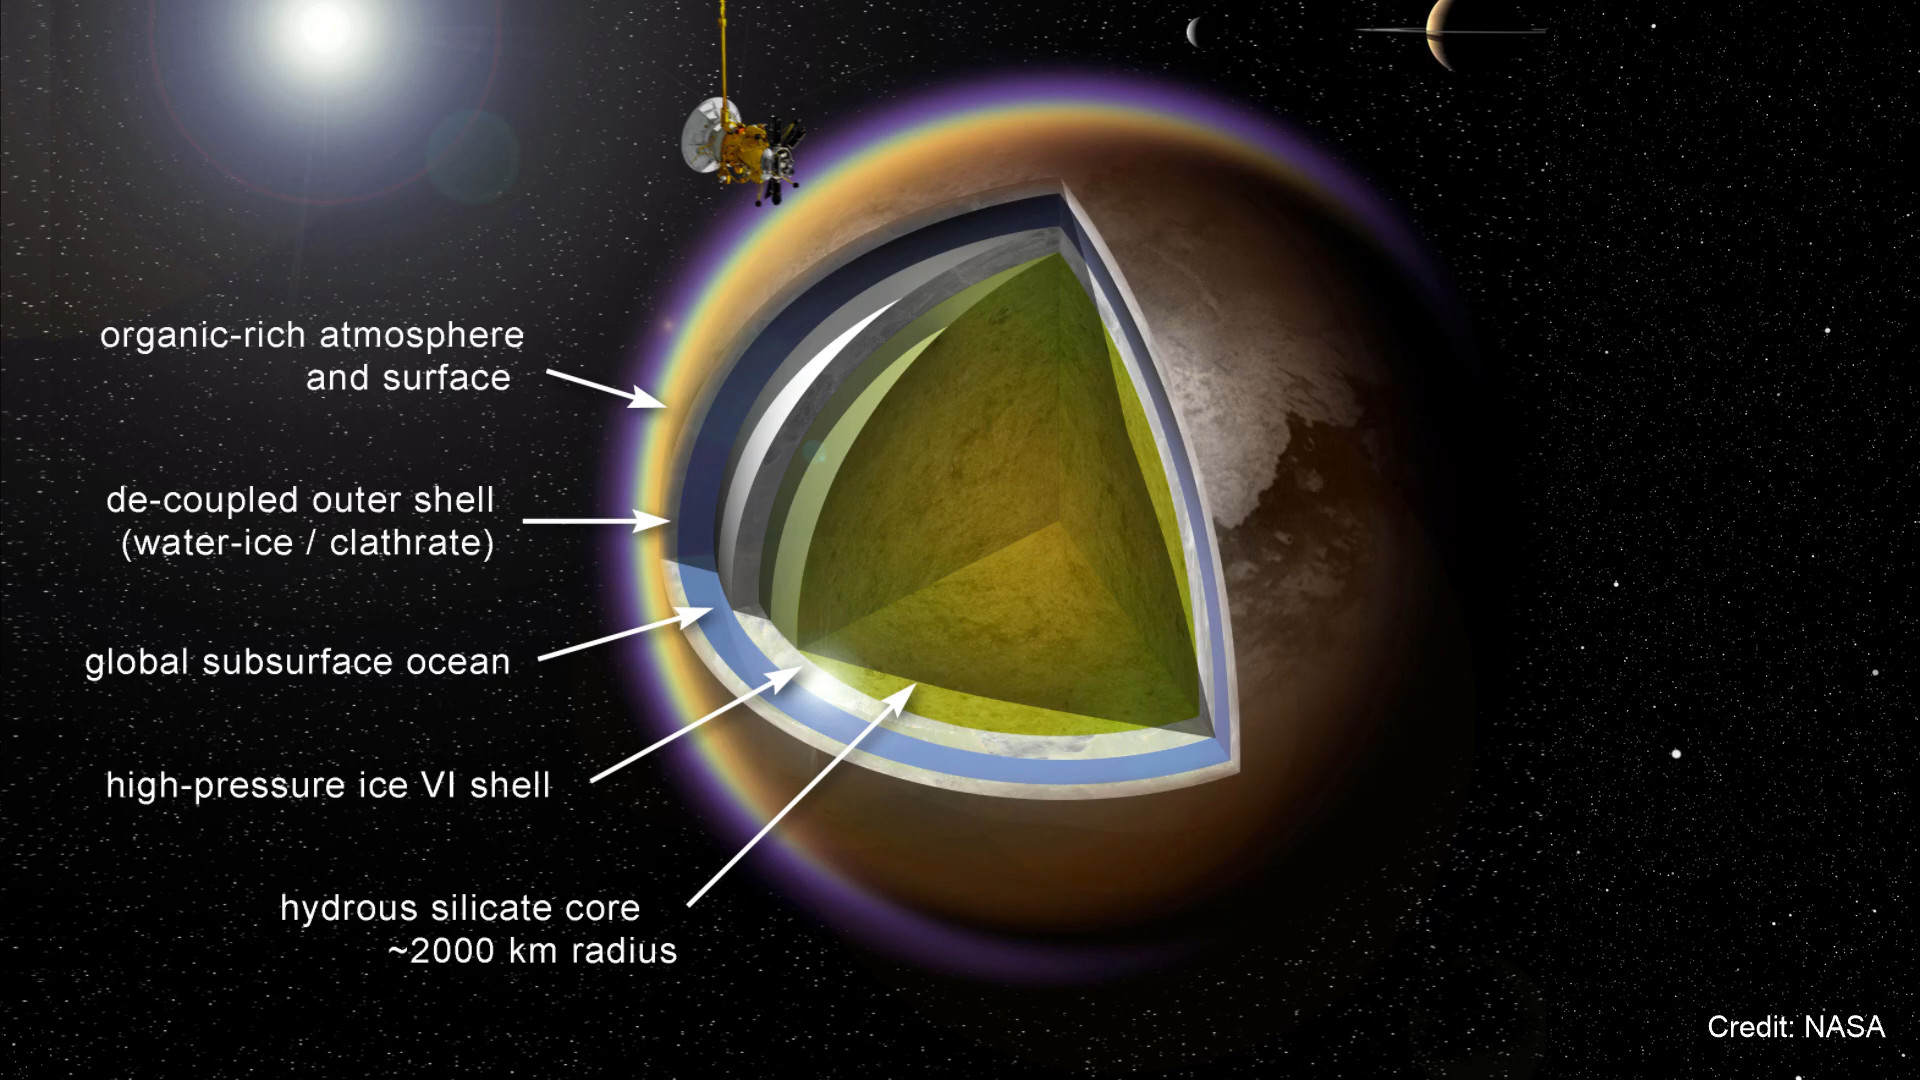 organic-rich atmosphere
and surface
de-coupled outer shell
(water-ice / clathrate)
global subsurface ocean
high-pressure ice VI shell
hydrous silicate core
~2000 km radius
Credit: NASA